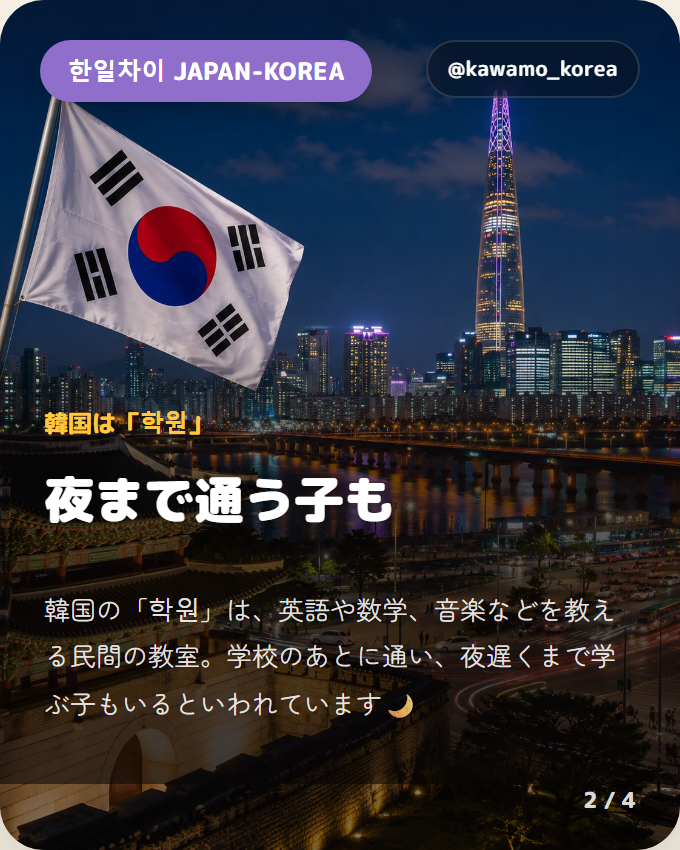 한일차이 JAPAN-KOREA
@kawamo_korea
韓国は「학원」
夜まで通う子も
韓国の「학원」は、英語や数学、音楽などを教え
る民間の教室。学校のあとに通い、夜遅くまで学
ぶ子もいるといわれています🌙
2 / 4